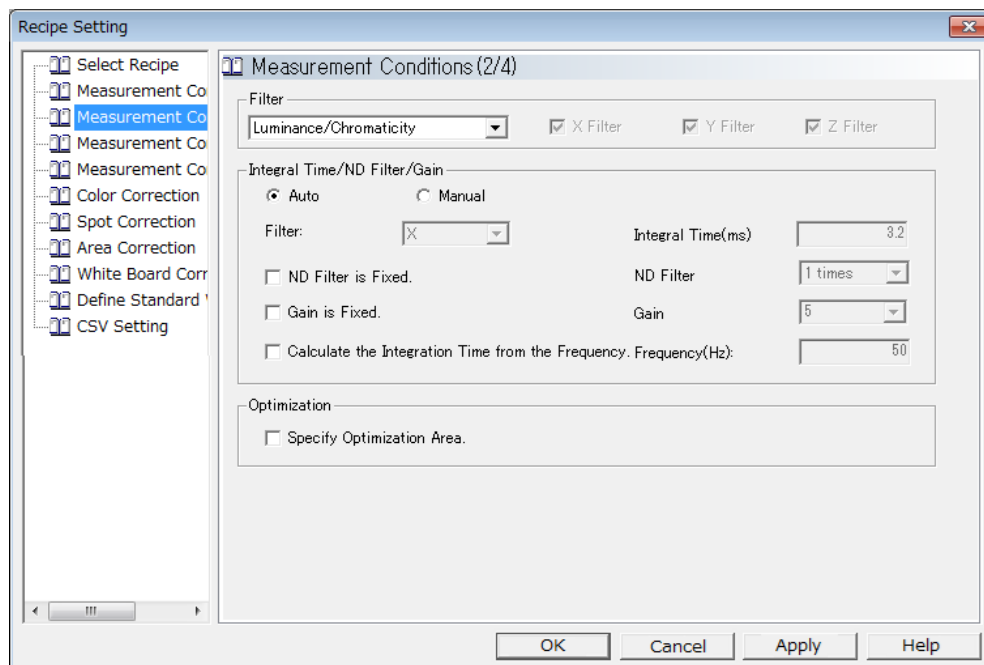 Recipe Setting
Select Recipe
Measurement Co
Measurement Co
Measurement Co
Measurement Co
Color Correction
Spot Correction
Area Correction
White Board Corr
Define Standard
CSV Setting
Measurement Conditions(2/4)
Filter
Luminance/Chromaticity X Filter Y Filter Z Filter
Integral Time/ND Filter/Gain
Auto Manual
Filter: X Integral Time(ms) 3.2
ND Filter is Fixed. ND Filter 1 times
Gain is Fixed. Gain 5
Calculate the Integration Time from the Frequency. Frequency(Hz): 50
Optimization
Specify Optimization Area.
OK Cancel Apply Help